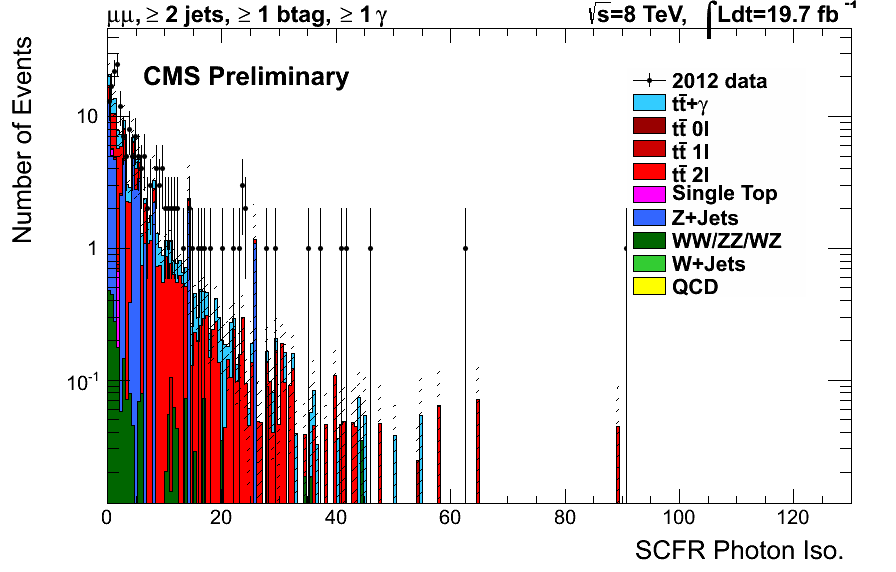 μμ, ≥ 2 jets, ≥ 1 btag, ≥ 1 γ
√s=8 TeV, ∫Ldt=19.7 fb⁻¹
CMS Preliminary
2012 data
tt̄+γ
tt̄ 0l
tt̄ 1l
tt̄ 2l
Single Top
Z+Jets
WW/ZZ/WZ
W+Jets
QCD
Number of Events
10
1
10⁻¹
0 20 40 60 80 100 120
SCFR Photon Iso.